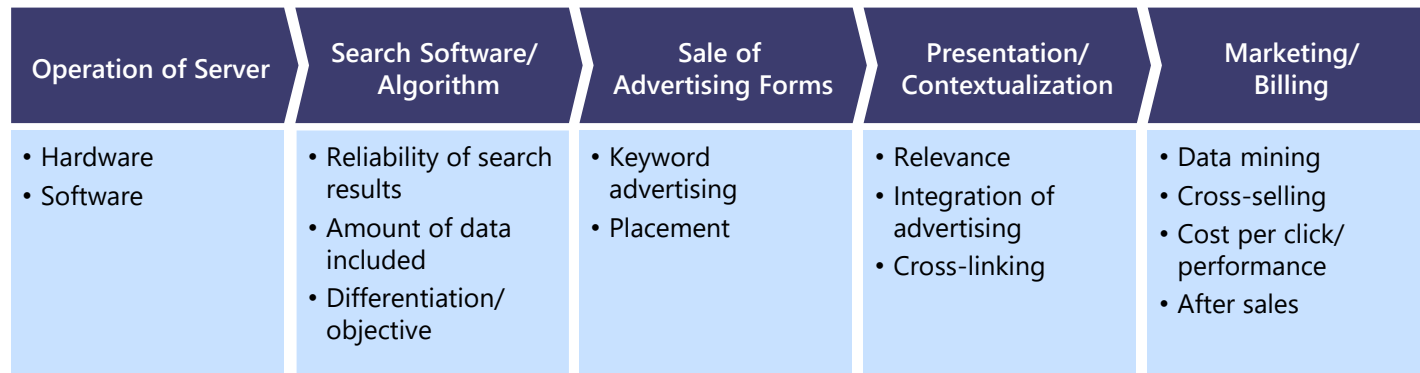 Operation of Server
Search Software/
Algorithm
Sale of
Advertising Forms
Presentation/
Contextualization
Marketing/
Billing
• Hardware
• Software
• Reliability of search
results
• Amount of data
included
• Differentiation/
objective
• Keyword
advertising
• Placement
• Relevance
• Integration of
advertising
• Cross-linking
• Data mining
• Cross-selling
• Cost per click/
performance
• After sales